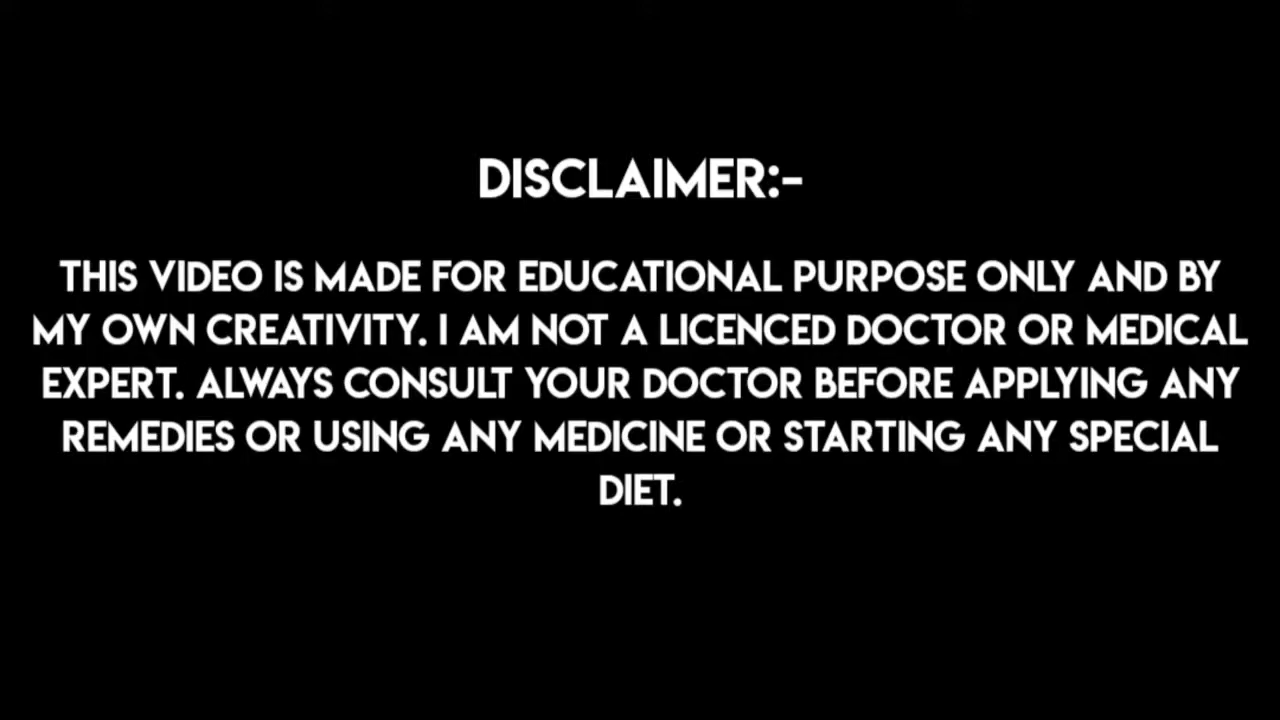 DISCLAIMER:-
THIS VIDEO IS MADE FOR EDUCATIONAL PURPOSE ONLY AND BY
MY OWN CREATIVITY. I AM NOT A LICENCED DOCTOR OR MEDICAL
EXPERT. ALWAYS CONSULT YOUR DOCTOR BEFORE APPLYING ANY
REMEDIES OR USING ANY MEDICINE OR STARTING ANY SPECIAL
DIET.